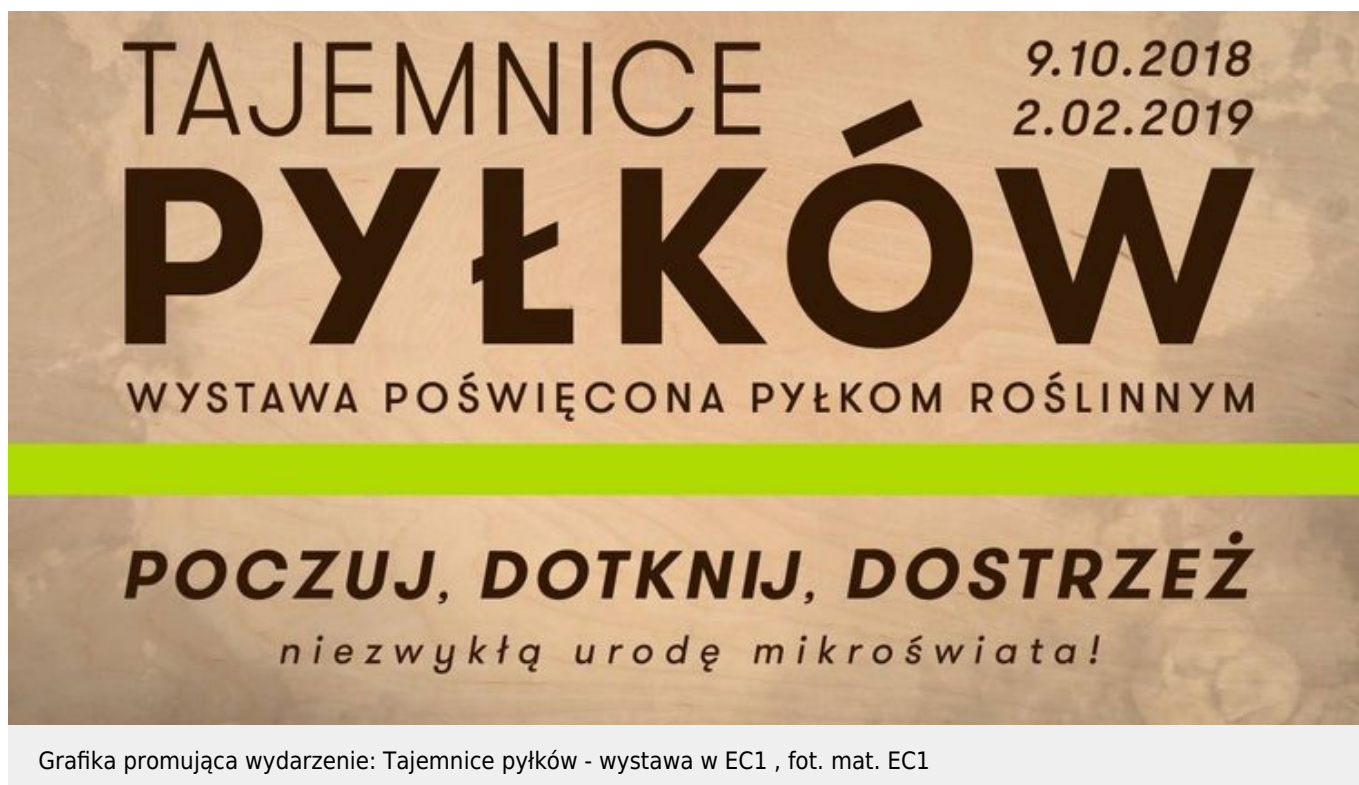 TAJEMNICE
9.10.2018
2.02.2019
PYŁKÓW
WYSTAWA POŚWIĘCONA PYŁKOM ROŚLINNYM
POCZUJ, DOTKNIJ, DOSTRZEŻ
niezwykłą urodę mikroświata!
Grafika promująca wydarzenie: Tajemnice pyłków - wystawa w EC1 , fot. mat. EC1